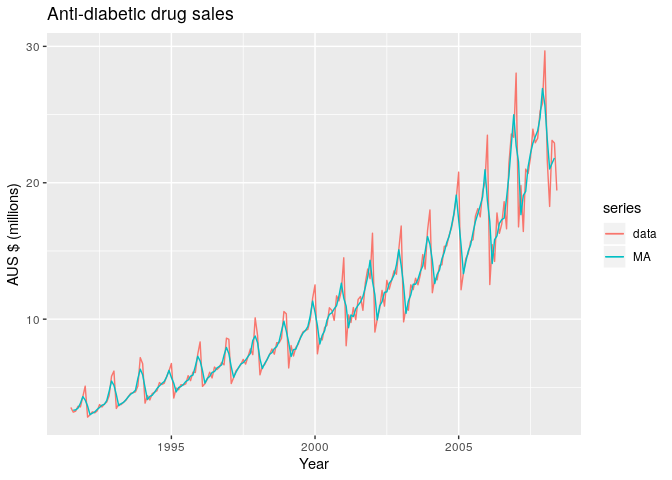 Anti-diabetic drug sales
30
20
10
AUS $ (millions)
1995
2000
2005
Year
series
data
MA